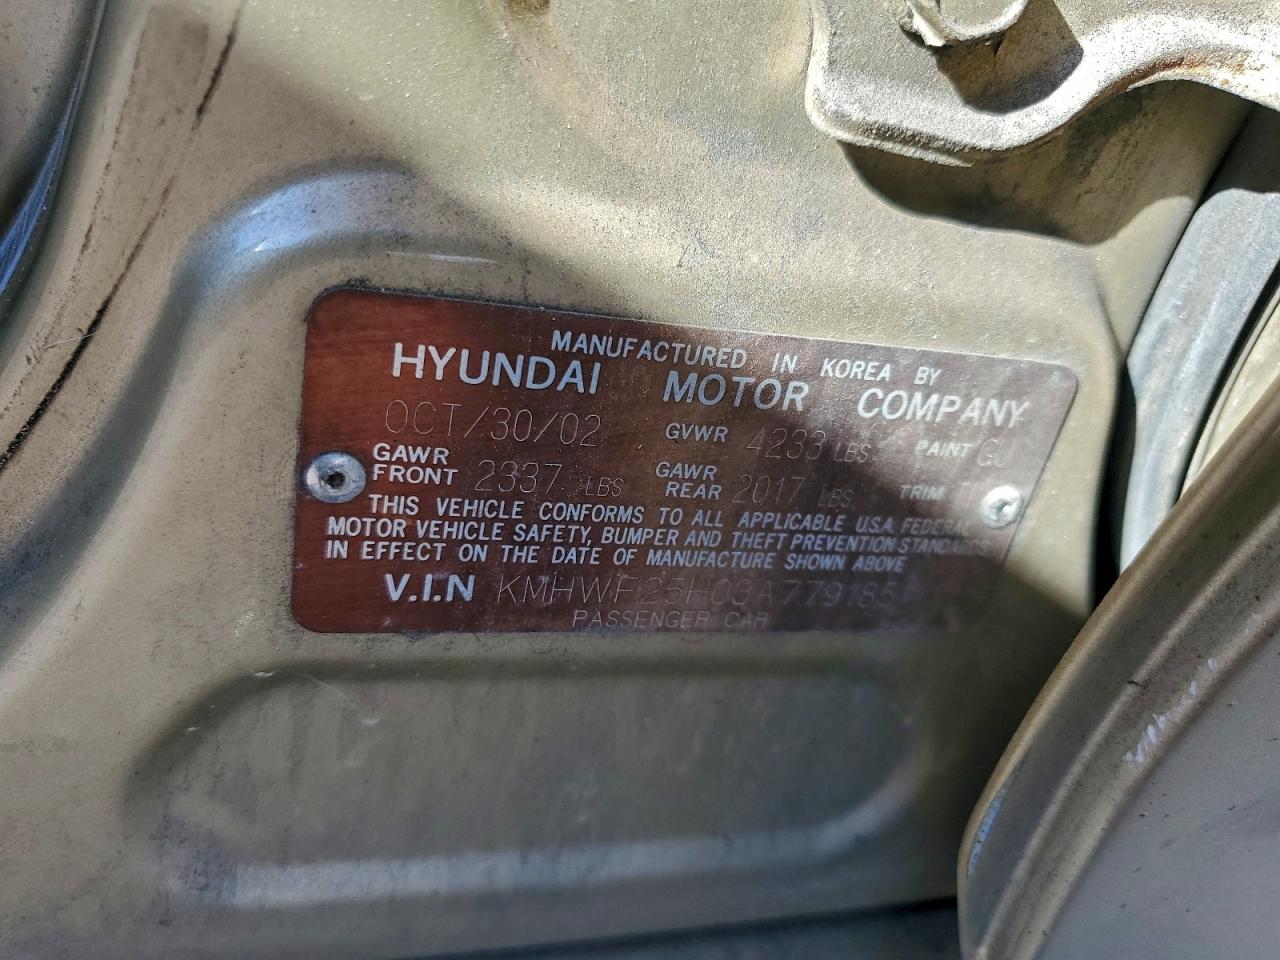 MANUFACTURED IN KOREA BY
HYUNDAI MOTOR COMPANY
OCT/30/02 GVWR 4233 LBS PAINT GJ
GAWR FRONT 2337 LBS GAWR REAR 2017 LBS TRIM
THIS VEHICLE CONFORMS TO ALL APPLICABLE U.S.A. FEDERAL
MOTOR VEHICLE SAFETY, BUMPER AND THEFT PREVENTION STANDARDS
IN EFFECT ON THE DATE OF MANUFACTURE SHOWN ABOVE
V.I.N KMHWF25H03A779185
PASSENGER CAR